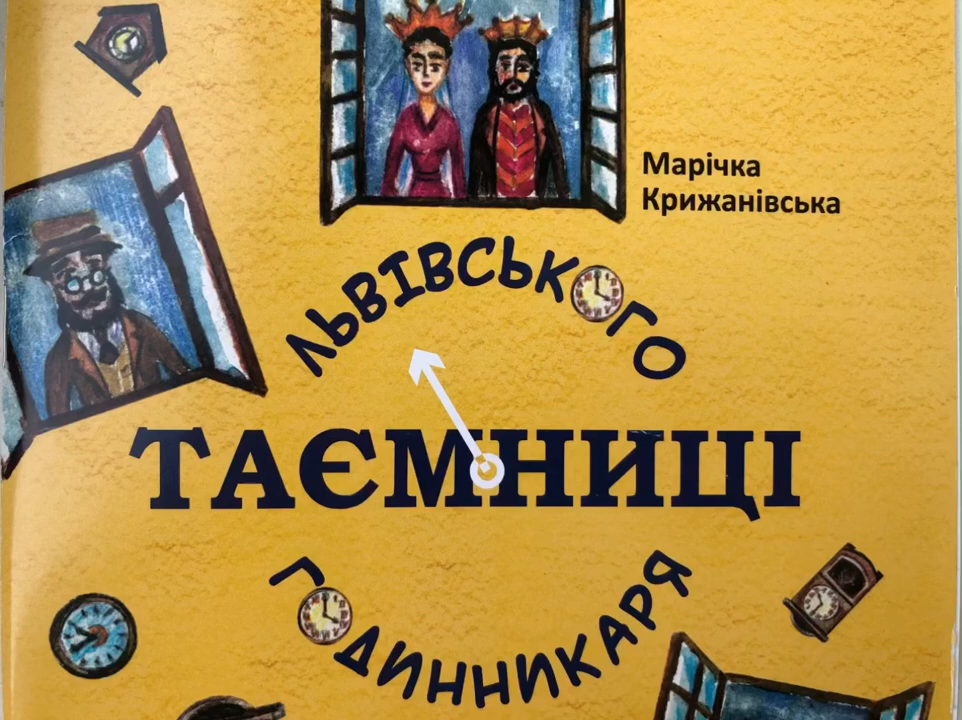 Марічка
Крижанівська
ЛЬВІВСЬКОГО
ТАЄМНИЦІ
ГОДИННИКАРЯ